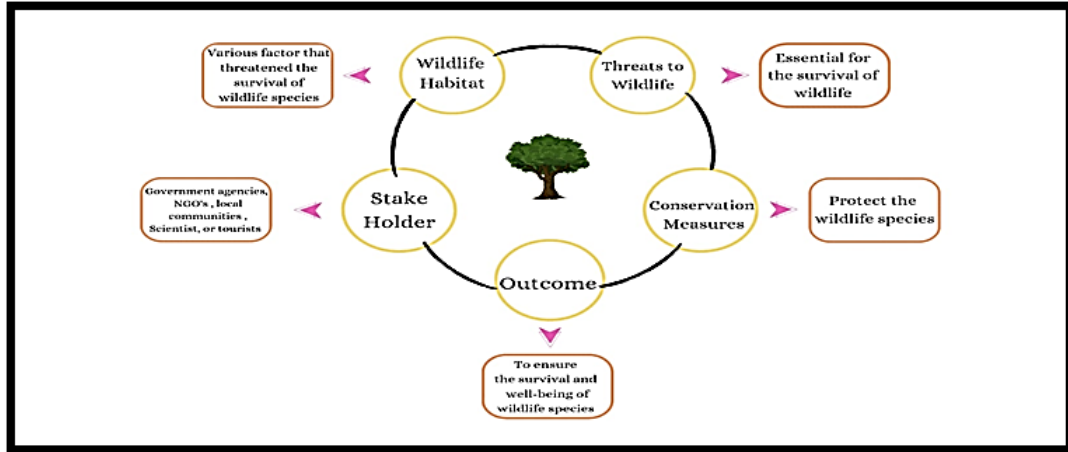 Various factor that
threatened the
survival of
wildlife species
Wildlife
Habitat
Threats to
Wildlife
Essential for
the survival of
wildlife
Government agencies,
NGO's , local
communities ,
Scientist, or tourists
Stake
Holder
Conservation
Measures
Protect the
wildlife species
Outcome
To ensure
the survival and
well-being of
wildlife species